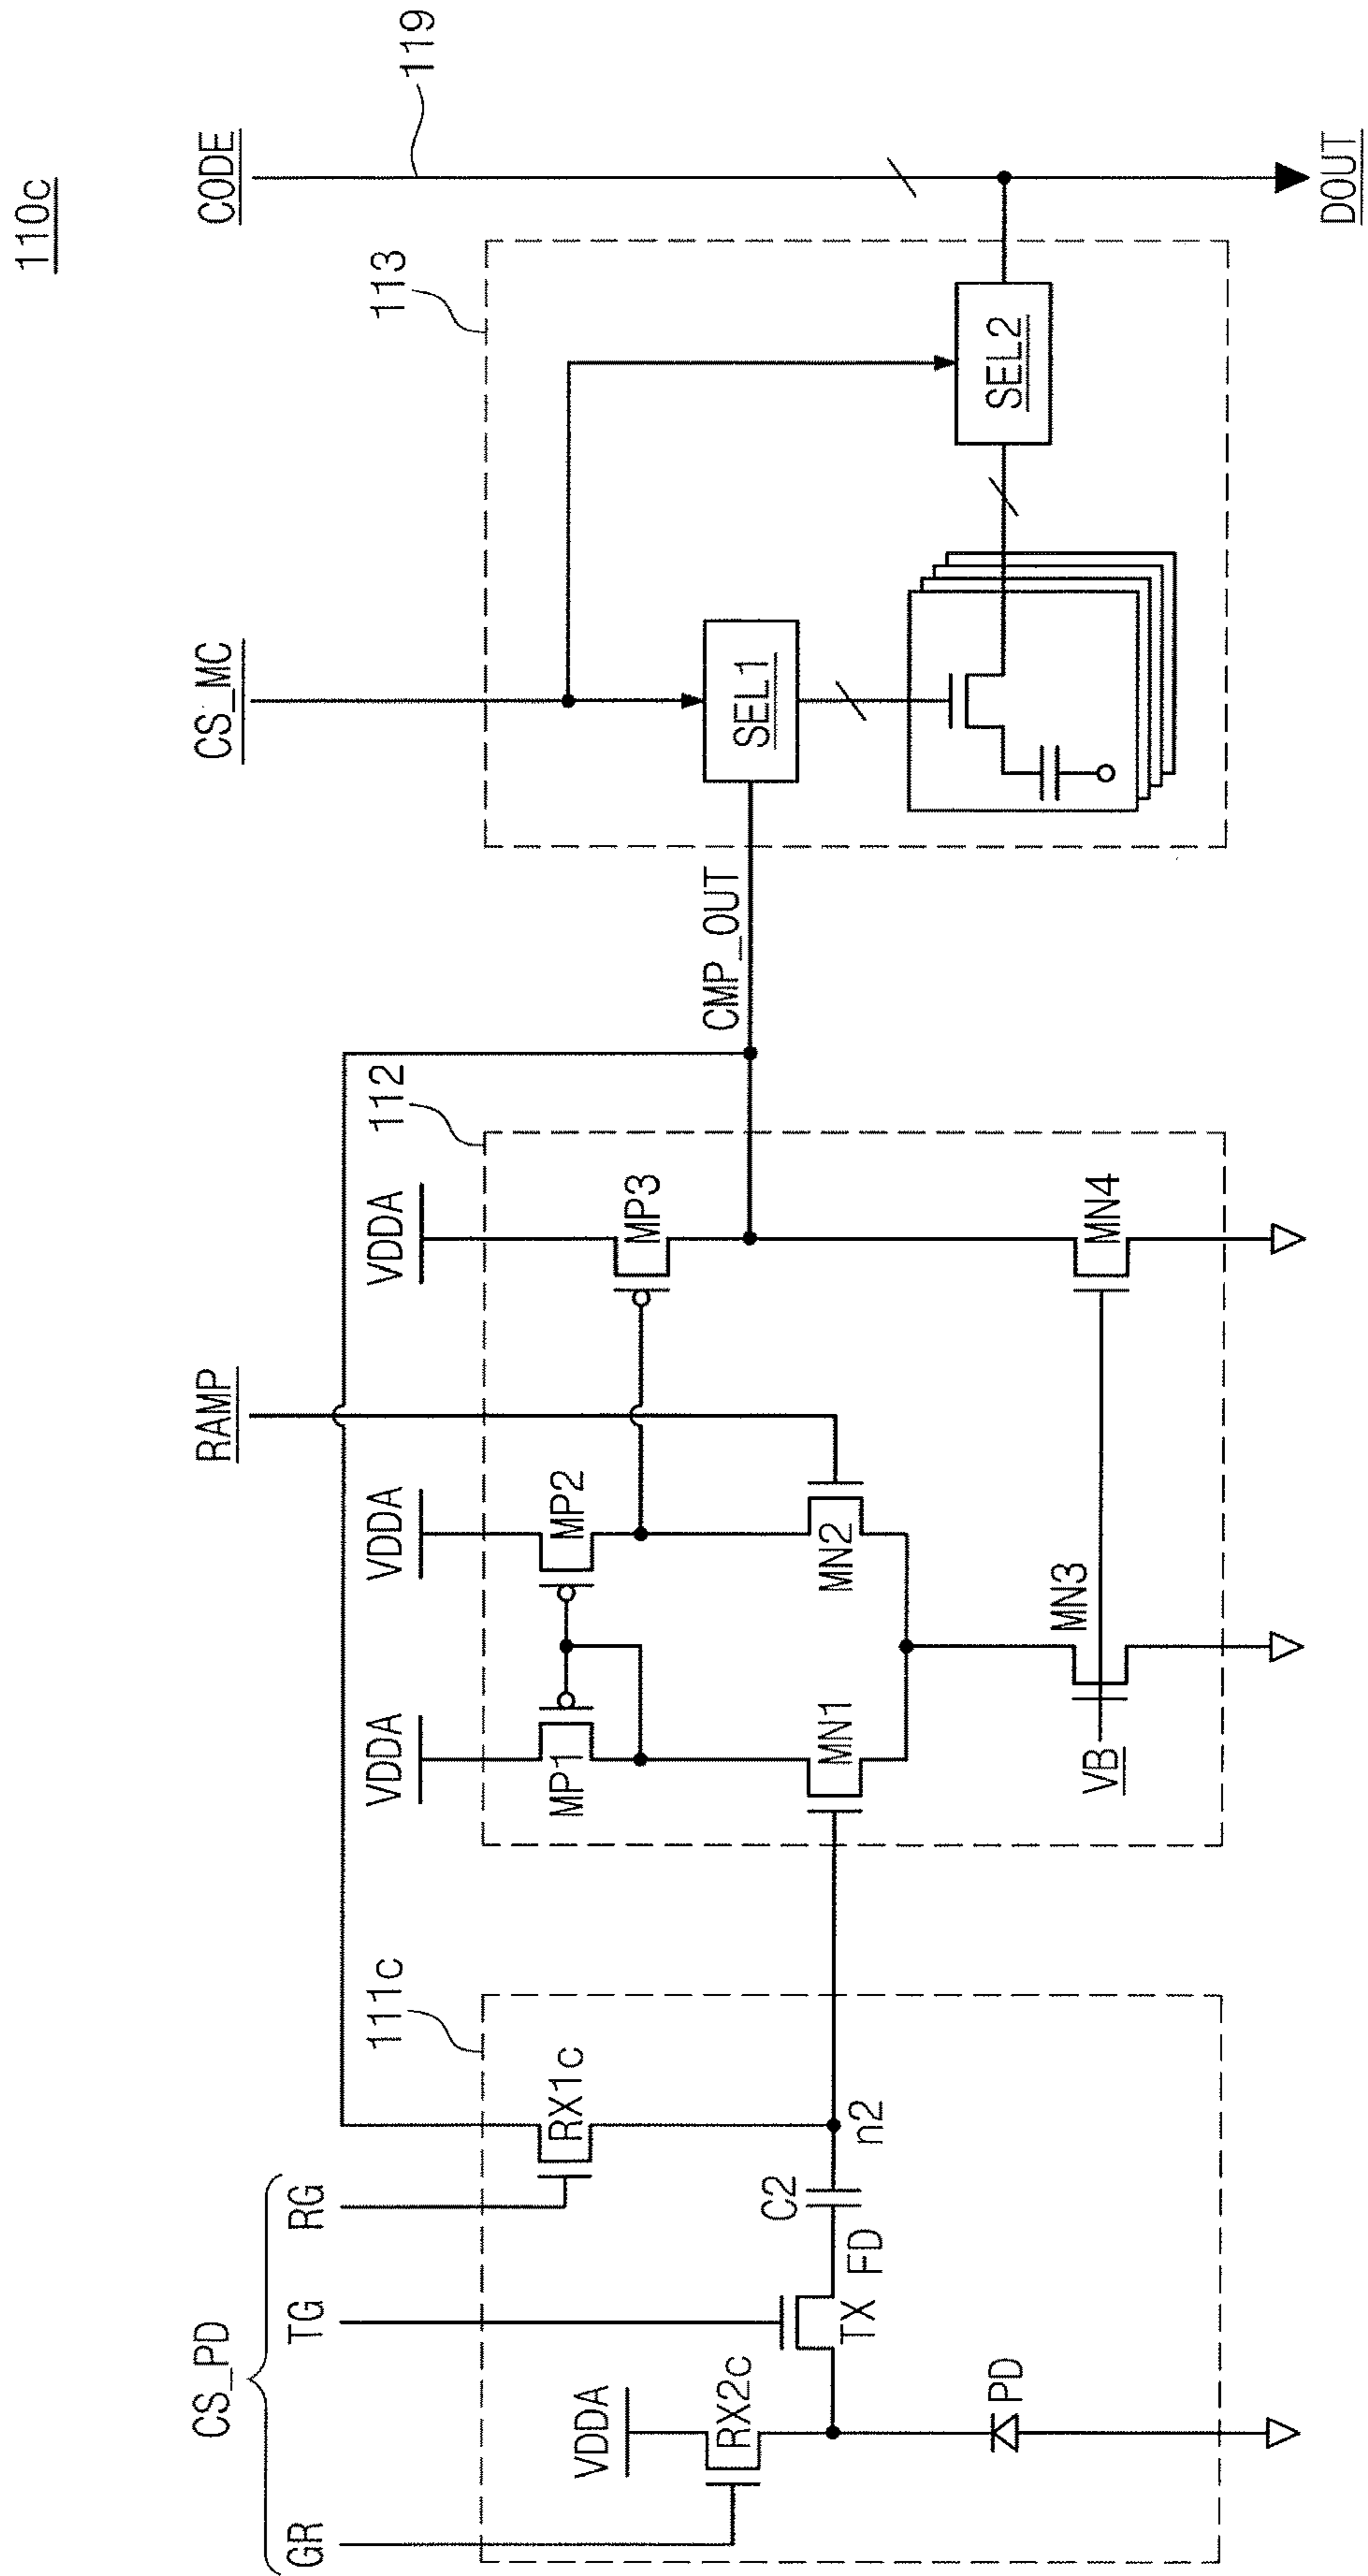 110c
CS_PD
GR
TG
RG
RAMP
CS_MC
CODE
119
111c
112
113
VDDA
RX2c
RX1c
TX
FD
C2
n2
PD
VDDA
VDDA
VDDA
MP1
MP2
MP3
MN1
MN2
MN3
MN4
VB
CMP_OUT
SEL1
SEL2
DOUT